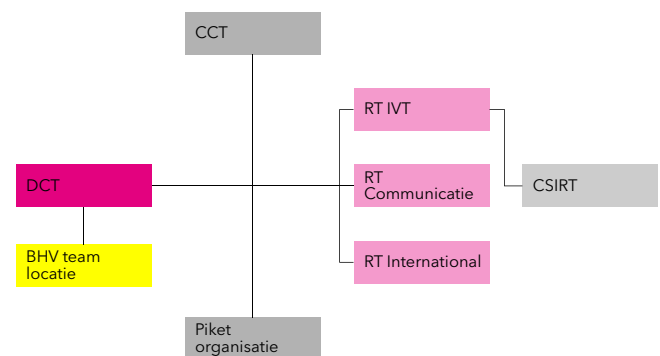 CCT
RT IVT
DCT
RT
Communicatie
CSIRT
BHV team
locatie
RT International
Piket
organisatie